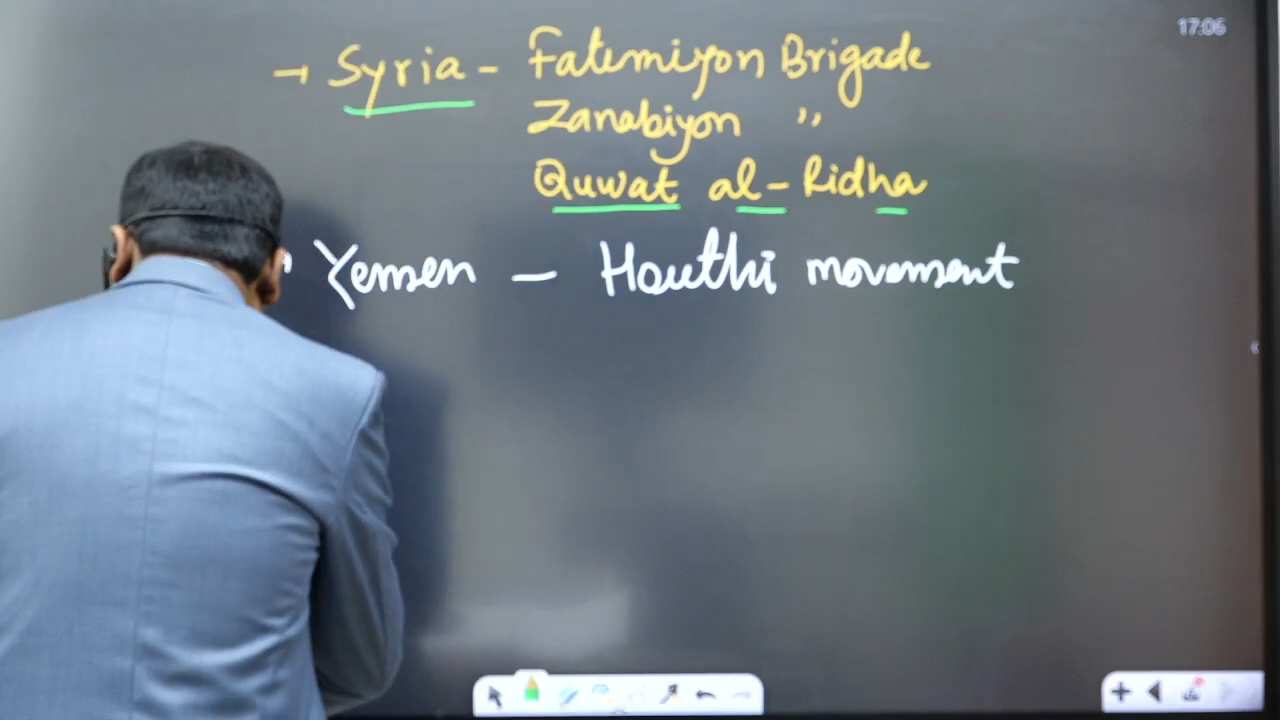 17:06
→ Syria - Fatemiyon Brigade
Zanabiyon "
Quwat al-Ridha
Yemen - Houthi movement